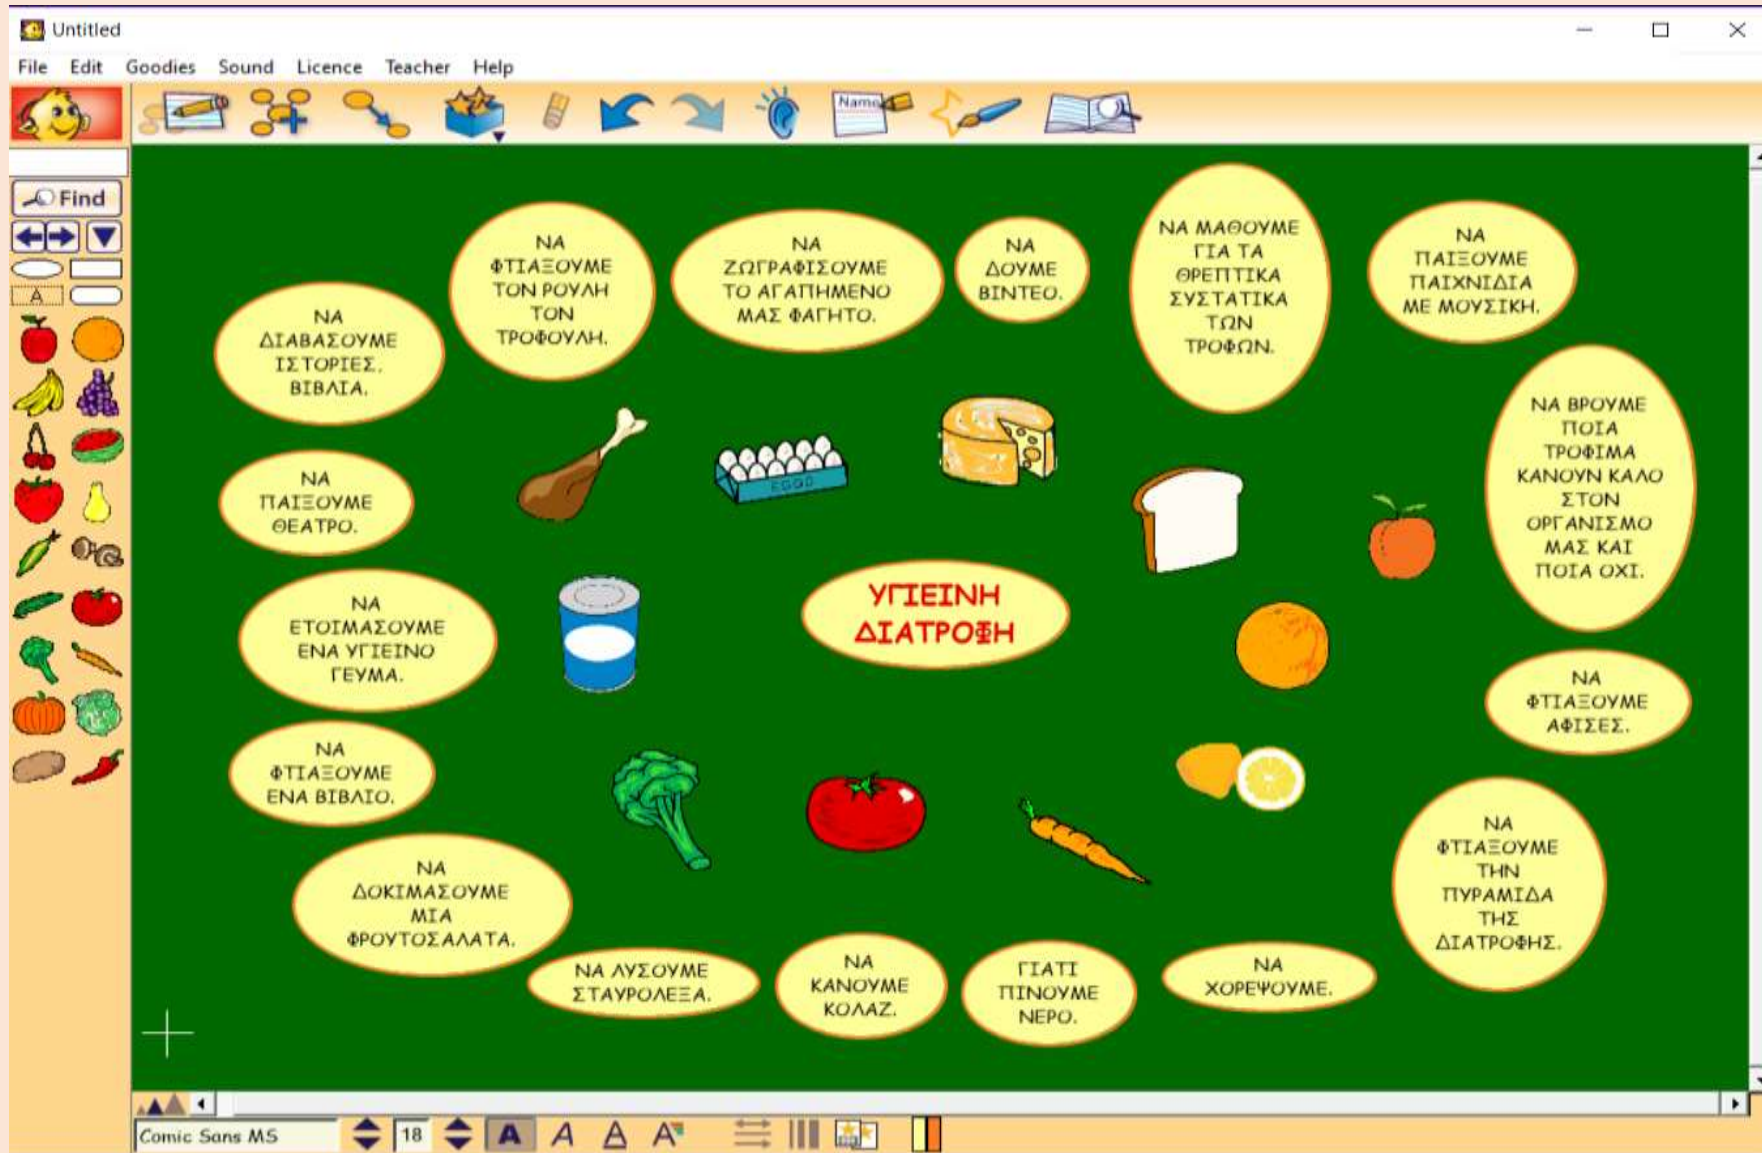 Untitled
File Edit Goodies Sound Licence Teacher Help
Name
Find
A
ΝΑ
ΔΙΑΒΑΣΟΥΜΕ
ΙΣΤΟΡΙΕΣ,
ΒΙΒΛΙΑ.
ΝΑ
ΦΤΙΑΞΟΥΜΕ
ΤΟΝ ΡΟΥΛΗ
ΤΟΝ
ΤΡΟΦΟΥΛΗ.
ΝΑ
ΖΩΓΡΑΦΙΣΟΥΜΕ
ΤΟ ΑΓΑΠΗΜΕΝΟ
ΜΑΣ ΦΑΓΗΤΟ.
ΝΑ
ΔΟΥΜΕ
ΒΙΝΤΕΟ.
ΝΑ ΜΑΘΟΥΜΕ
ΓΙΑ ΤΑ
ΘΡΕΠΤΙΚΑ
ΣΥΣΤΑΤΙΚΑ
ΤΩΝ
ΤΡΟΦΩΝ.
ΝΑ
ΠΑΙΞΟΥΜΕ
ΠΑΙΧΝΙΔΙΑ
ΜΕ ΜΟΥΣΙΚΗ.
ΝΑ ΒΡΟΥΜΕ
ΠΟΙΑ
ΤΡΟΦΙΜΑ
ΚΑΝΟΥΝ ΚΑΛΟ
ΣΤΟΝ
ΟΡΓΑΝΙΣΜΟ
ΜΑΣ ΚΑΙ
ΠΟΙΑ ΟΧΙ.
ΝΑ
ΠΑΙΞΟΥΜΕ
ΘΕΑΤΡΟ.
ΥΓΙΕΙΝΗ
ΔΙΑΤΡΟΦΗ
ΝΑ
ΕΤΟΙΜΑΣΟΥΜΕ
ΕΝΑ ΥΓΙΕΙΝΟ
ΓΕΥΜΑ.
ΝΑ
ΦΤΙΑΞΟΥΜΕ
ΑΦΙΣΕΣ.
ΝΑ
ΦΤΙΑΞΟΥΜΕ
ΕΝΑ ΒΙΒΛΙΟ.
ΝΑ
ΦΤΙΑΞΟΥΜΕ
ΤΗΝ
ΠΥΡΑΜΙΔΑ
ΤΗΣ
ΔΙΑΤΡΟΦΗΣ.
ΝΑ
ΔΟΚΙΜΑΣΟΥΜΕ
ΜΙΑ
ΦΡΟΥΤΟΣΑΛΑΤΑ.
ΝΑ ΛΥΣΟΥΜΕ
ΣΤΑΥΡΟΛΕΞΑ.
ΝΑ
ΚΑΝΟΥΜΕ
ΚΟΛΑΖ.
ΓΙΑΤΙ
ΠΙΝΟΥΜΕ
ΝΕΡΟ.
ΝΑ
ΧΟΡΕΨΟΥΜΕ.
Comic Sans MS 18 A A A A